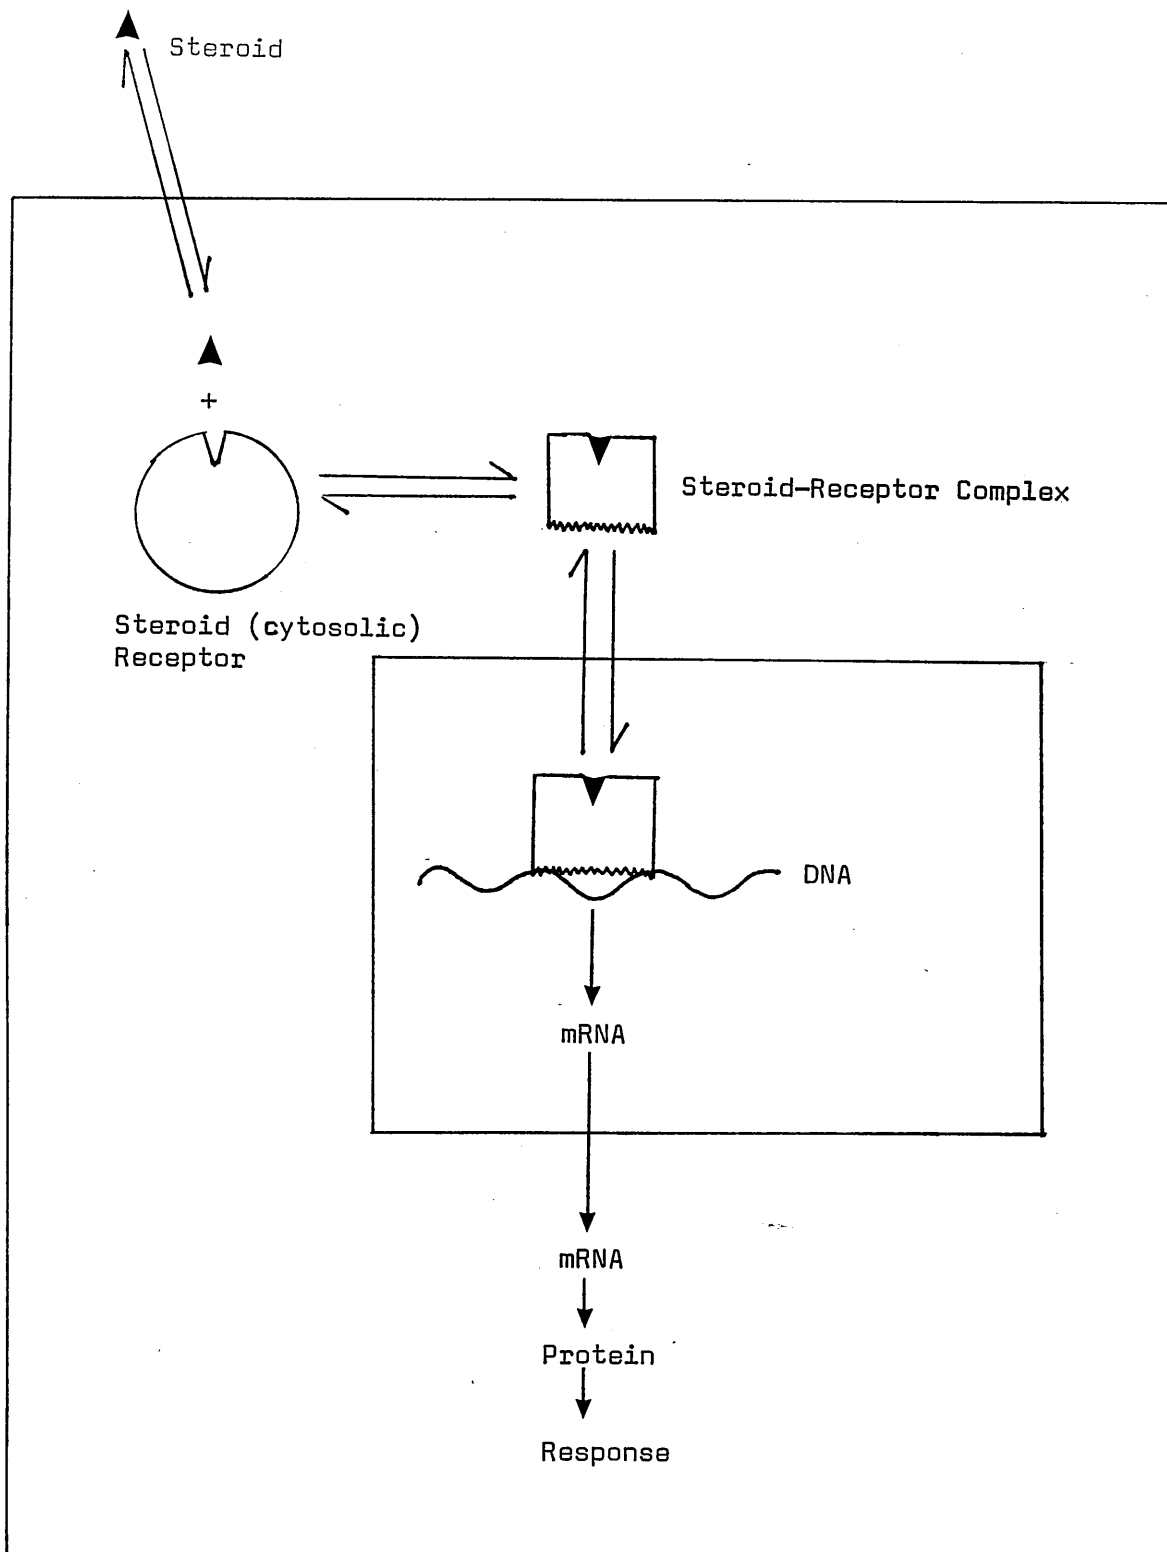 Steroid
+
Steroid-Receptor Complex
Steroid (cytosolic)
Receptor
DNA
mRNA
mRNA
Protein
Response